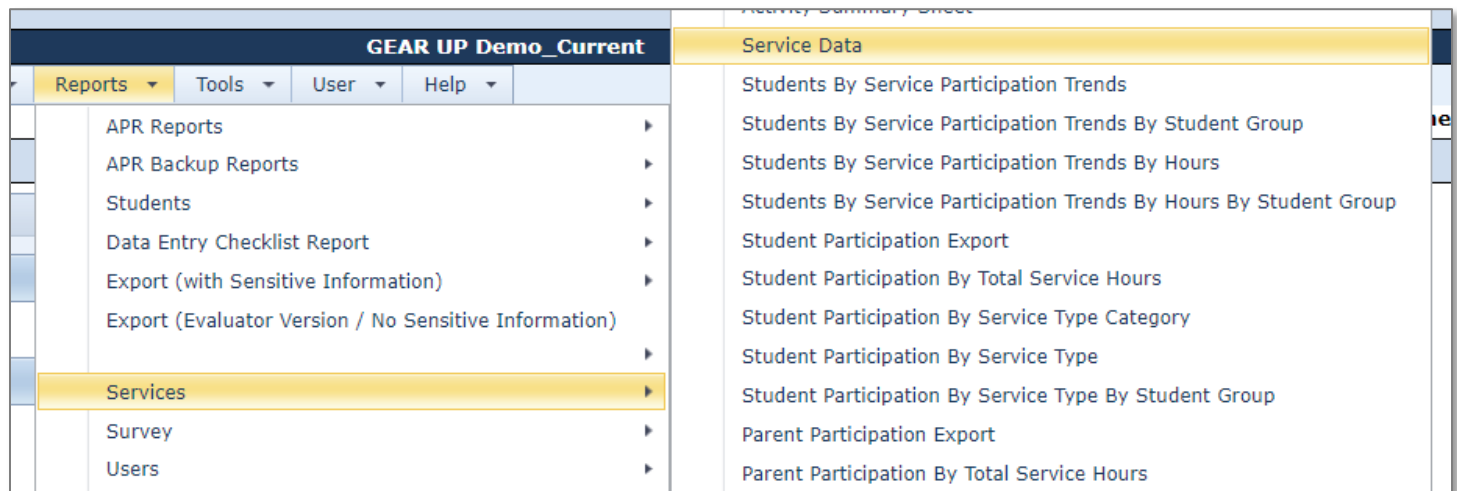 GEAR UP Demo_Current
Reports
Tools
User
Help
APR Reports
APR Backup Reports
Students
Data Entry Checklist Report
Export (with Sensitive Information)
Export (Evaluator Version / No Sensitive Information)
Services
Survey
Users
Activity Summary Sheet
Service Data
Students By Service Participation Trends
Students By Service Participation Trends By Student Group
Students By Service Participation Trends By Hours
Students By Service Participation Trends By Hours By Student Group
Student Participation Export
Student Participation By Total Service Hours
Student Participation By Service Type Category
Student Participation By Service Type
Student Participation By Service Type By Student Group
Parent Participation Export
Parent Participation By Total Service Hours